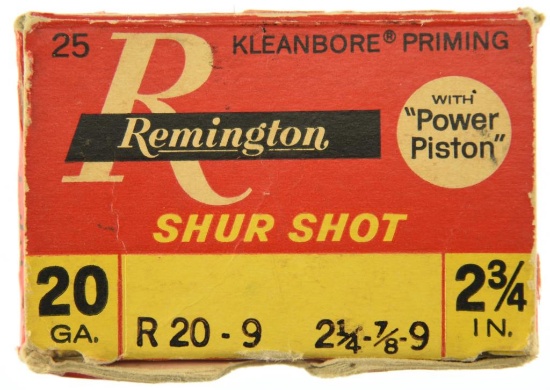 25 KLEANBORE® PRIMING
R
Remington
WITH
"Power
Piston"
SHUR SHOT
20
GA.
R 20 - 9 2¼-⅞-9
2¾
IN.